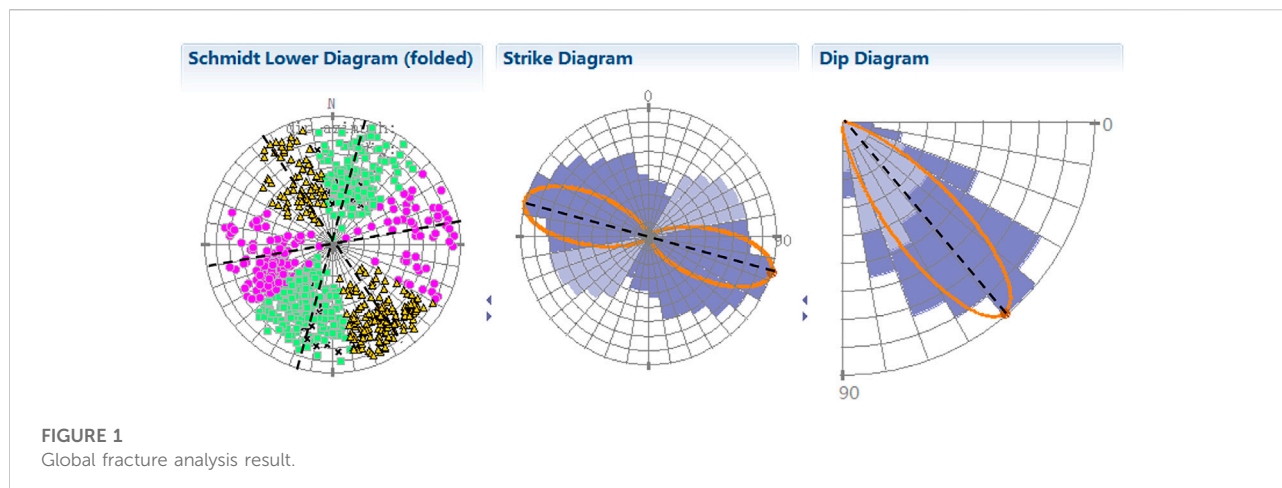 Schmidt Lower Diagram (folded)
Strike Diagram
Dip Diagram
N
0
90
0
90
FIGURE 1
Global fracture analysis result.